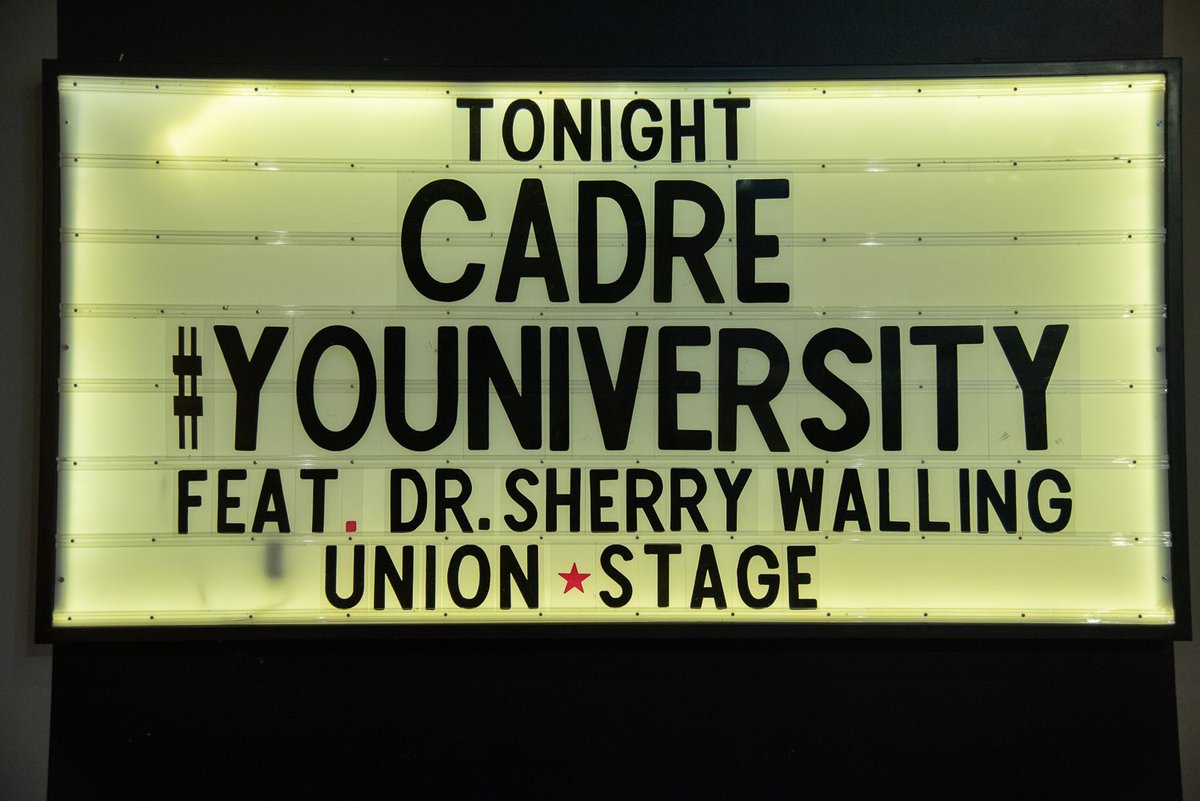 TONIGHT
CADRE
#YOUNIVERSITY
FEAT. DR. SHERRY WALLING
UNION ★ STAGE